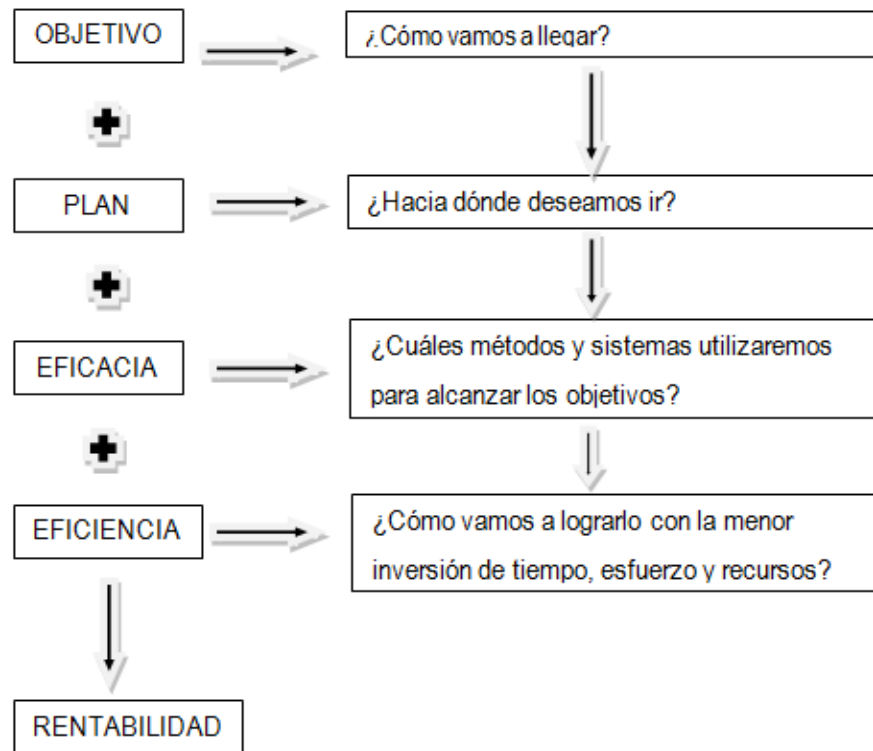 OBJETIVO
¿Cómo vamos a llegar?
PLAN
¿Hacia dónde deseamos ir?
EFICACIA
¿Cuáles métodos y sistemas utilizaremos
para alcanzar los objetivos?
EFICIENCIA
¿Cómo vamos a lograrlo con la menor
inversión de tiempo, esfuerzo y recursos?
RENTABILIDAD